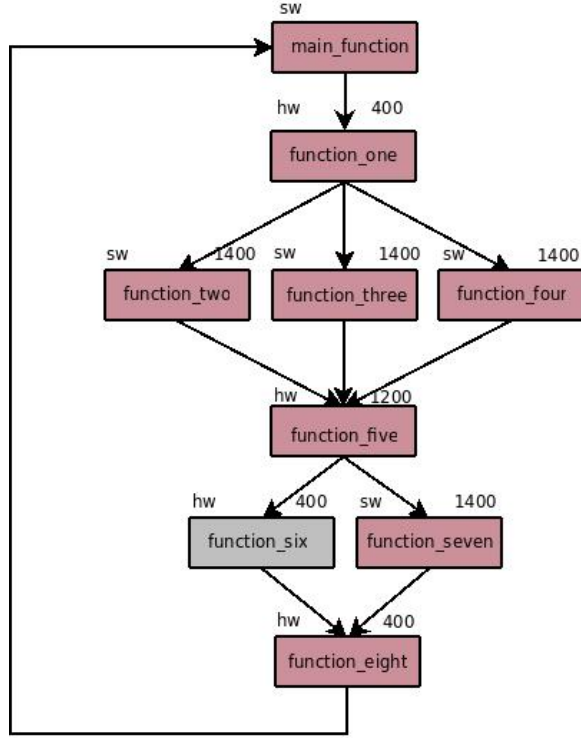 sw
main_function
hw 400
function_one
sw 1400 sw 1400 sw 1400
function_two function_three function_four
hw 1200
function_five
hw 400 sw 1400
function_six function_seven
hw 400
function_eight